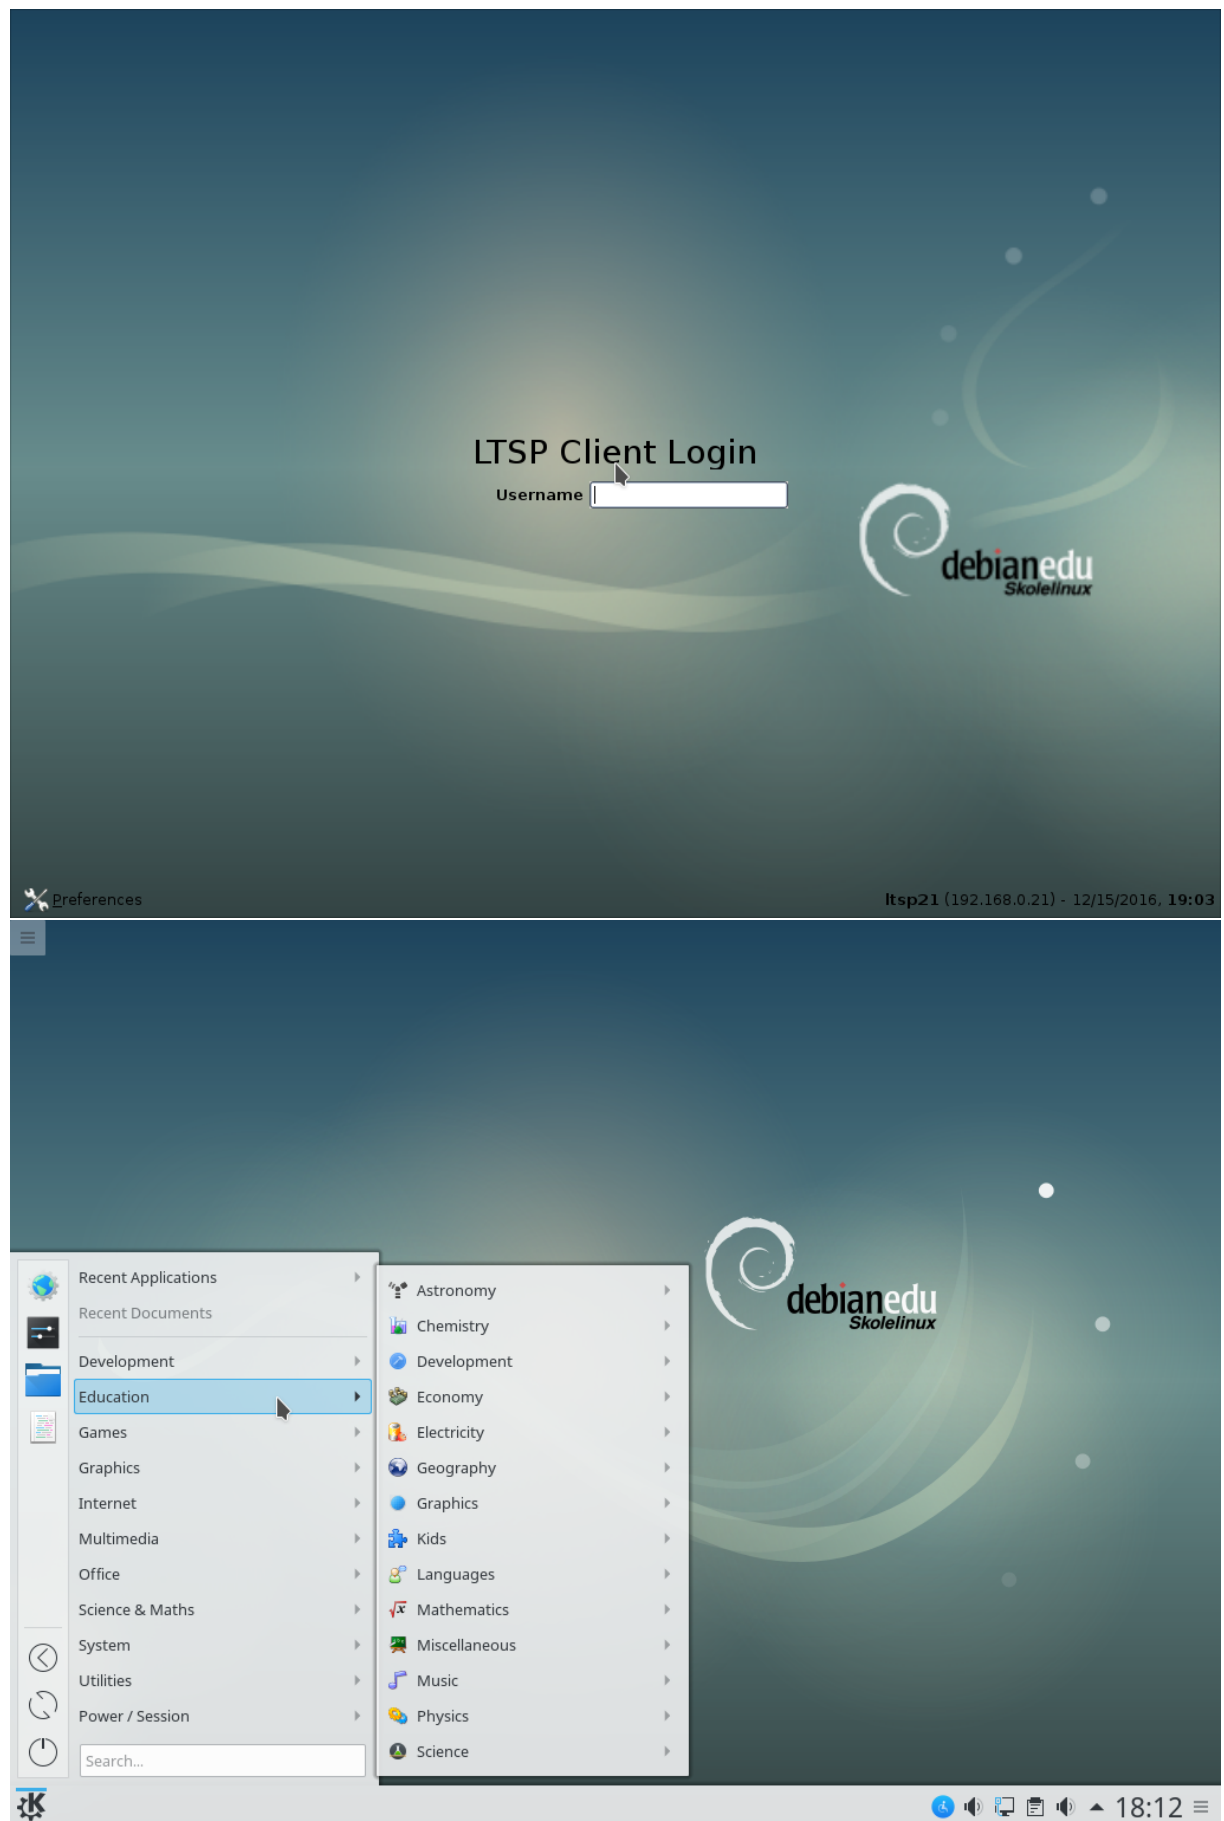 LTSP Client Login
Username
debianedu
Skolelinux
Preferences
ltsp21 (192.168.0.21) - 12/15/2016, 19:03
debianedu
Skolelinux
Recent Applications
Recent Documents
Development
Education
Games
Graphics
Internet
Multimedia
Office
Science & Maths
System
Utilities
Power / Session
Search...
Astronomy
Chemistry
Development
Economy
Electricity
Geography
Graphics
Kids
Languages
Mathematics
Miscellaneous
Music
Physics
Science
18:12